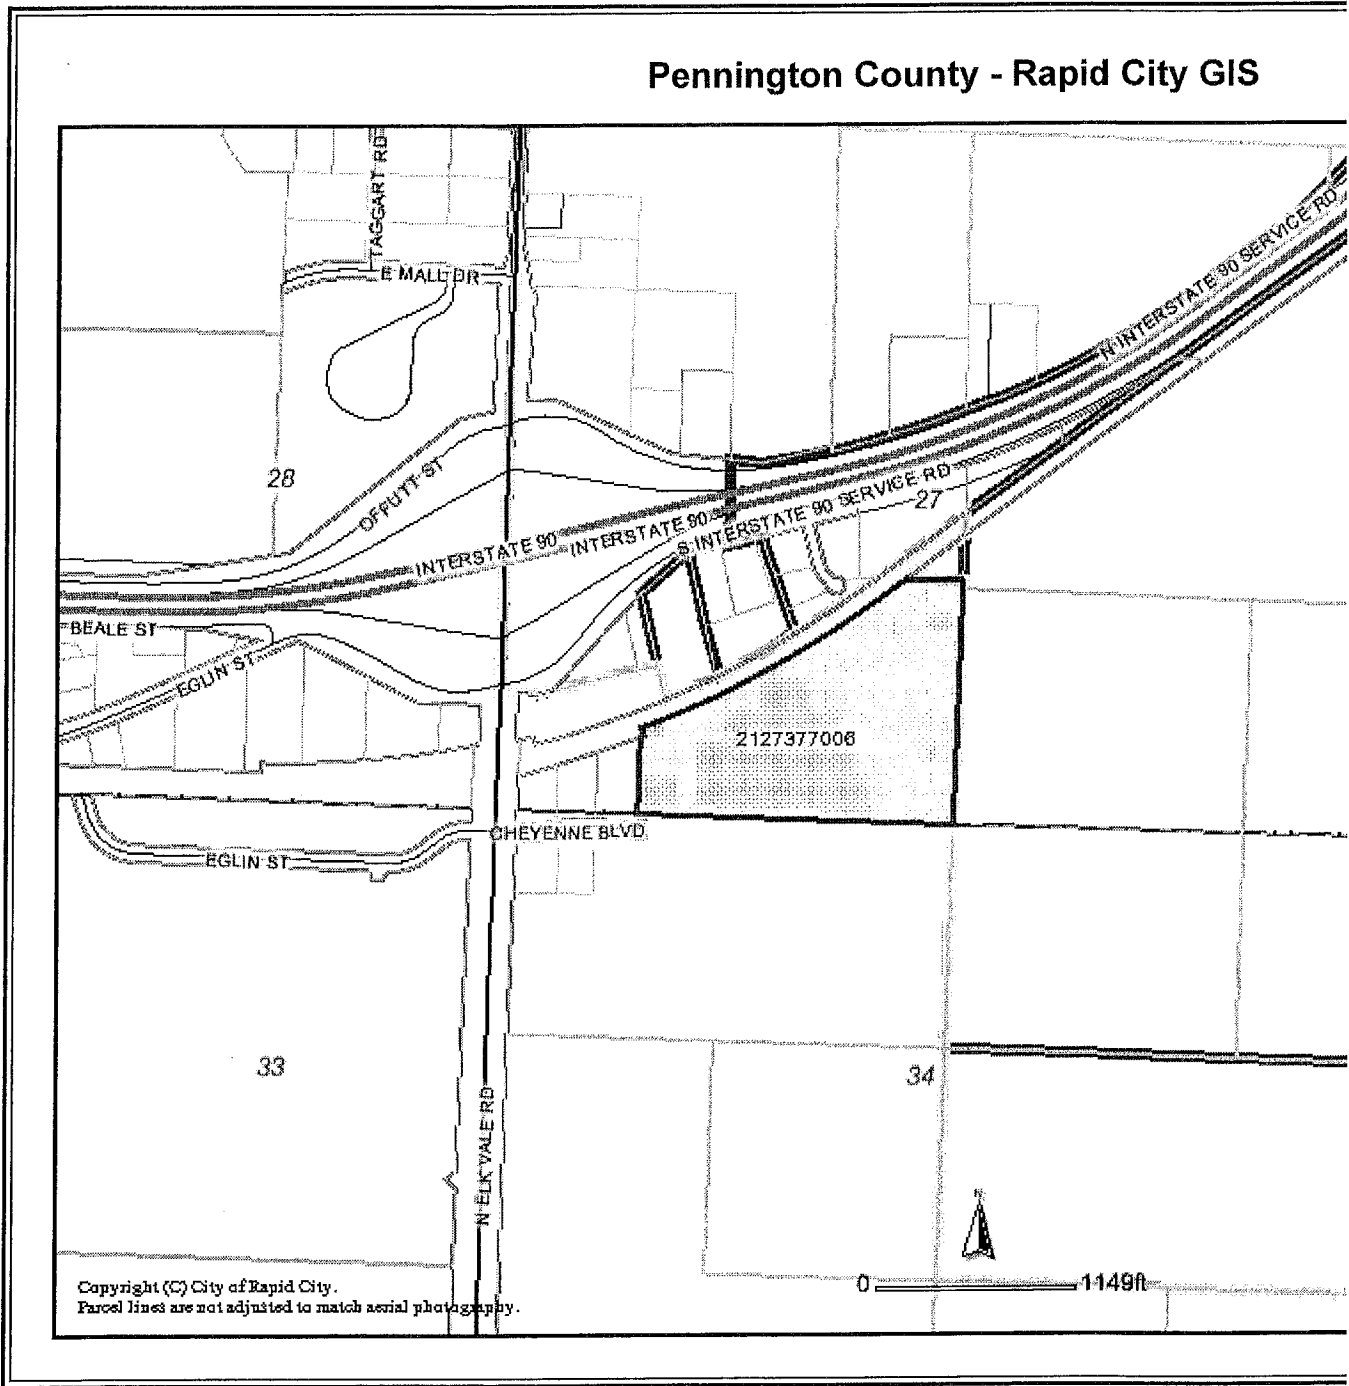 Pennington County - Rapid City GIS
TAGGART RD
E MALL DR
N INTERSTATE 90 SERVICE RD
28
OFFUTT ST
INTERSTATE 90
INTERSTATE 90
S INTERSTATE 90 SERVICE RD
27
BEALE ST
EGLIN ST
2127377006
CHEYENNE BLVD
EGLIN ST
33
34
N ELK VALE RD
N
0
1149ft
Copyright (C) City of Rapid City.
Parcel lines are not adjusted to match aerial photography.